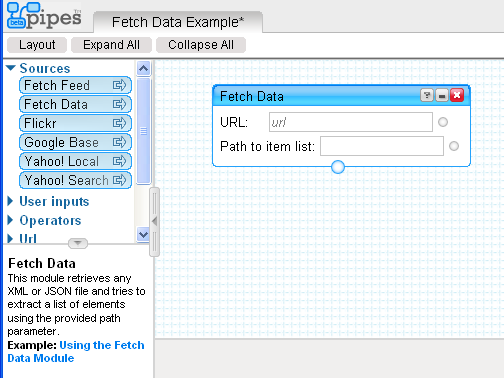 beta
pipes TM
Fetch Data Example*
Layout Expand All Collapse All
Sources
Fetch Feed
Fetch Data
Flickr
Google Base
Yahoo! Local
Yahoo! Search
User inputs
Operators
Url
Fetch Data
This module retrieves any
XML or JSON file and tries to
extract a list of elements
using the provided path
parameter.
Example: Using the Fetch
Data Module
Fetch Data
?
URL: url
Path to item list: